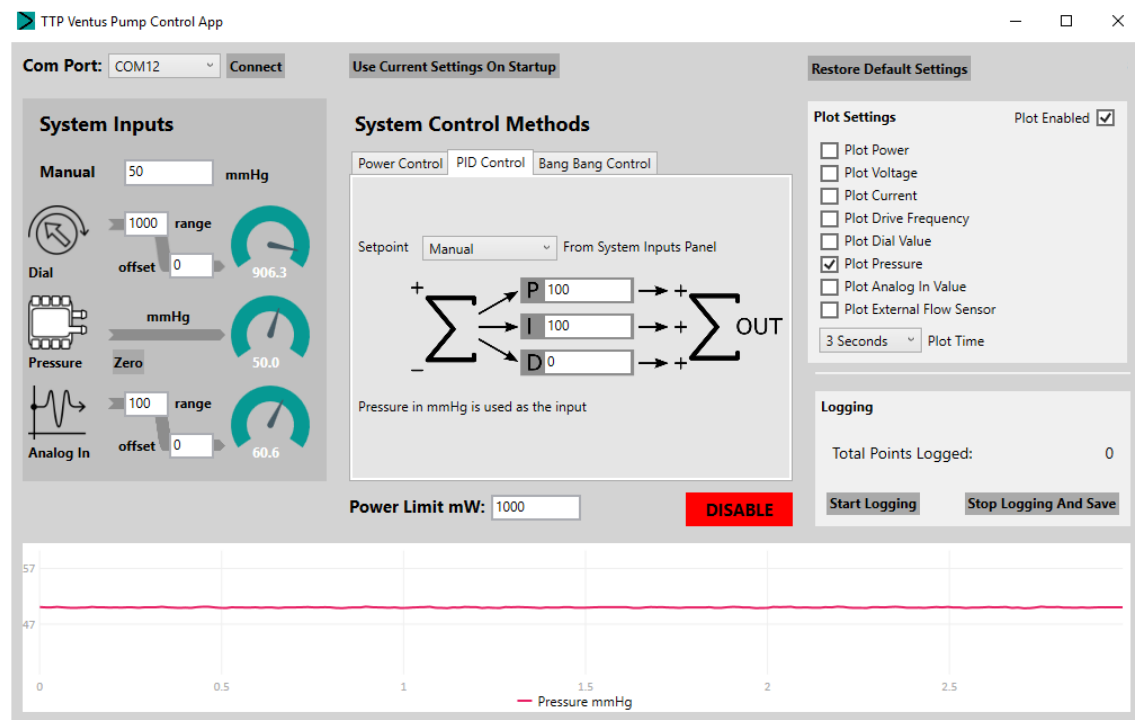 TTP Ventus Pump Control App
Com Port: COM12 Connect
Use Current Settings On Startup
Restore Default Settings
System Inputs
Manual 50 mmHg
1000 range
offset 0
Dial
906.3
mmHg
Pressure
Zero
50.0
100 range
offset 0
Analog In
60.6
System Control Methods
Power Control PID Control Bang Bang Control
Setpoint Manual From System Inputs Panel
+
−
Σ
P 100
I 100
D 0
+
+
+
Σ OUT
Pressure in mmHg is used as the input
Power Limit mW: 1000
DISABLE
Plot Settings Plot Enabled
Plot Power
Plot Voltage
Plot Current
Plot Drive Frequency
Plot Dial Value
Plot Pressure
Plot Analog In Value
Plot External Flow Sensor
3 Seconds Plot Time
Logging
Total Points Logged: 0
Start Logging Stop Logging And Save
57
47
0 0.5 1 1.5 2 2.5
Pressure mmHg